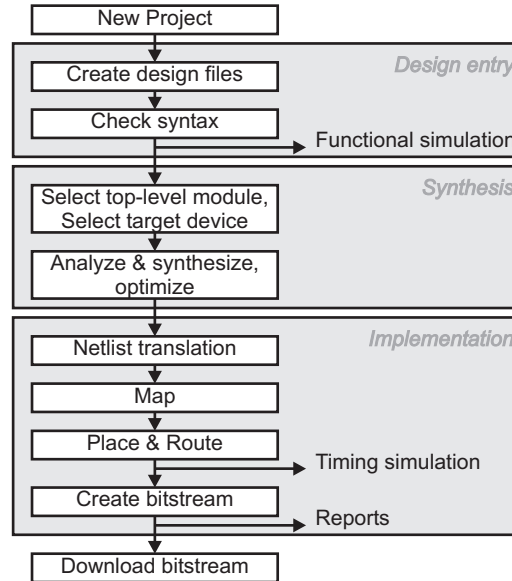 New Project
Design entry
Create design files
Check syntax
Functional simulation
Synthesis
Select top-level module,
Select target device
Analyze & synthesize,
optimize
Implementation
Netlist translation
Map
Place & Route
Timing simulation
Create bitstream
Reports
Download bitstream